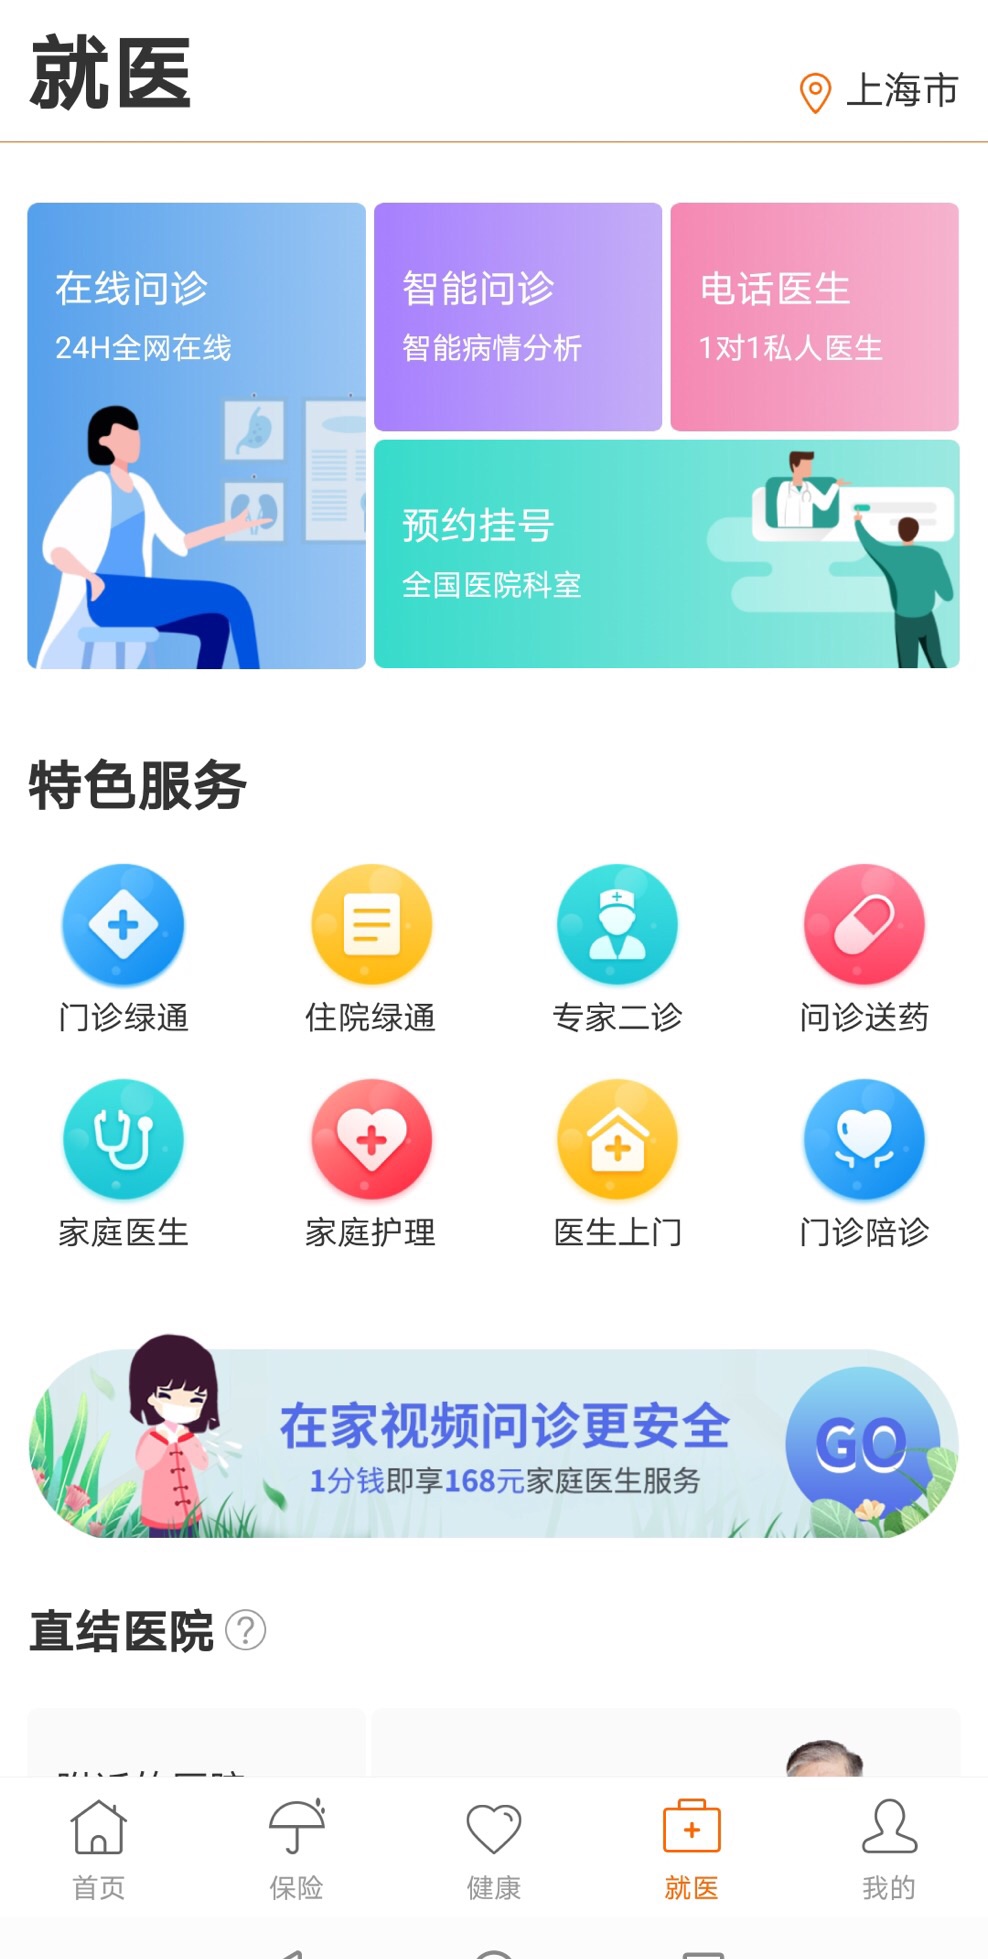 就医
上海市
在线问诊
24H全网在线
智能问诊
智能病情分析
电话医生
1对1私人医生
预约挂号
全国医院科室
特色服务
门诊绿通
住院绿通
专家二诊
问诊送药
家庭医生
家庭护理
医生上门
门诊陪诊
在家视频问诊更安全
1分钱即享168元家庭医生服务
GO
直结医院 ?
首页
保险
健康
就医
我的